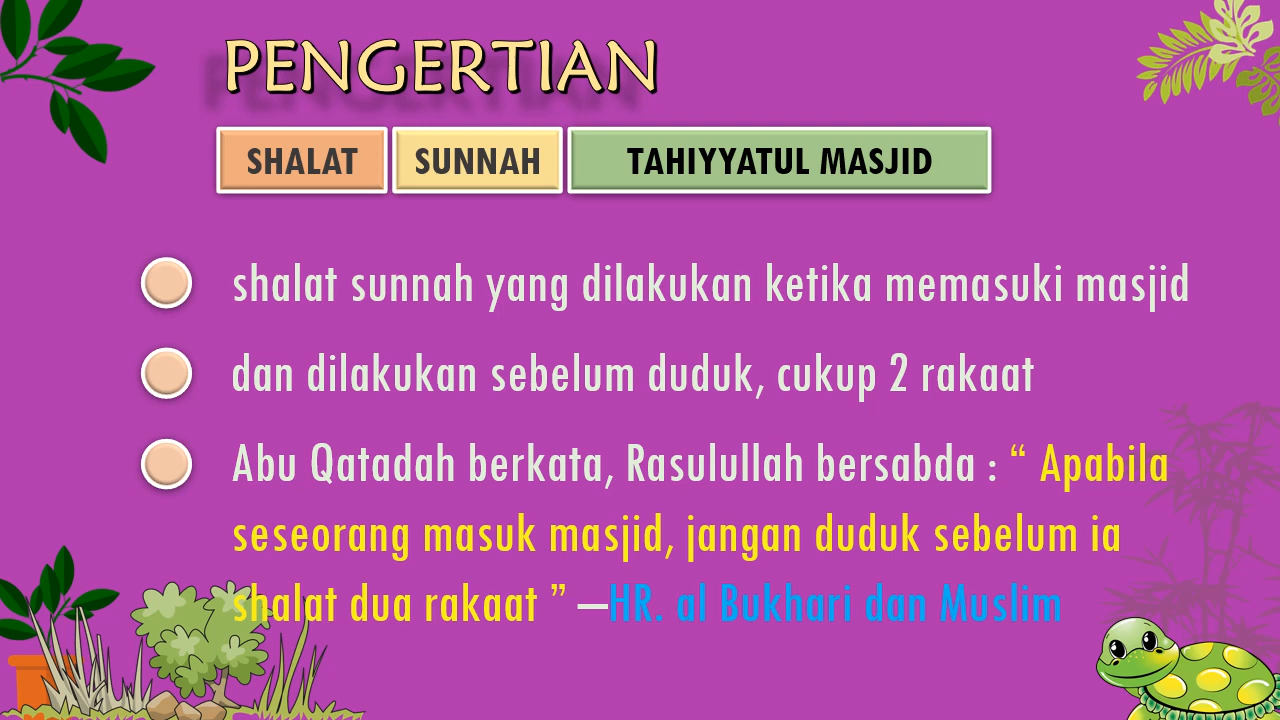 PENGERTIAN
SHALAT SUNNAH TAHIYYATUL MASJID
shalat sunnah yang dilakukan ketika memasuki masjid
dan dilakukan sebelum duduk, cukup 2 rakaat
Abu Qatadah berkata, Rasulullah bersabda : “ Apabila
seseorang masuk masjid, jangan duduk sebelum ia
shalat dua rakaat ” –HR. al Bukhari dan Muslim